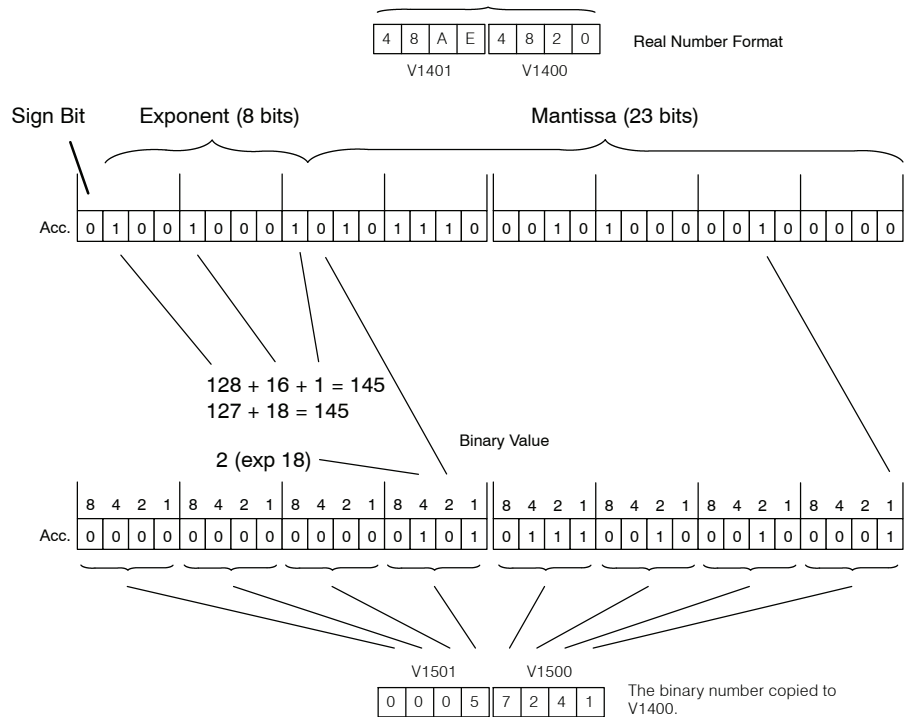 4 8 A E 4 8 2 0 Real Number Format
V1401 V1400
Sign Bit Exponent (8 bits) Mantissa (23 bits)
Acc. 0 1 0 0 1 0 0 0 1 0 1 0 1 1 1 0 0 0 1 0 1 0 0 0 0 0 1 0 0 0 0 0
128 + 16 + 1 = 145
127 + 18 = 145
Binary Value
2 (exp 18)
8 4 2 1 8 4 2 1 8 4 2 1 8 4 2 1 8 4 2 1 8 4 2 1 8 4 2 1 8 4 2 1
Acc. 0 0 0 0 0 0 0 0 0 0 0 0 0 1 0 1 0 1 1 1 0 0 1 0 0 0 1 0 0 0 0 1
V1501 V1500
0 0 0 5 7 2 4 1 The binary number copied to
V1400.